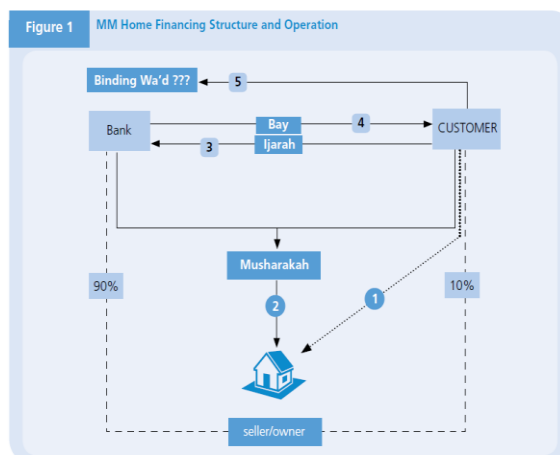 Figure 1
MM Home Financing Structure and Operation
Binding Wa'd ???
5
Bank
Bay
4
CUSTOMER
3
Ijarah
Musharakah
90%
2
1
10%
seller/owner